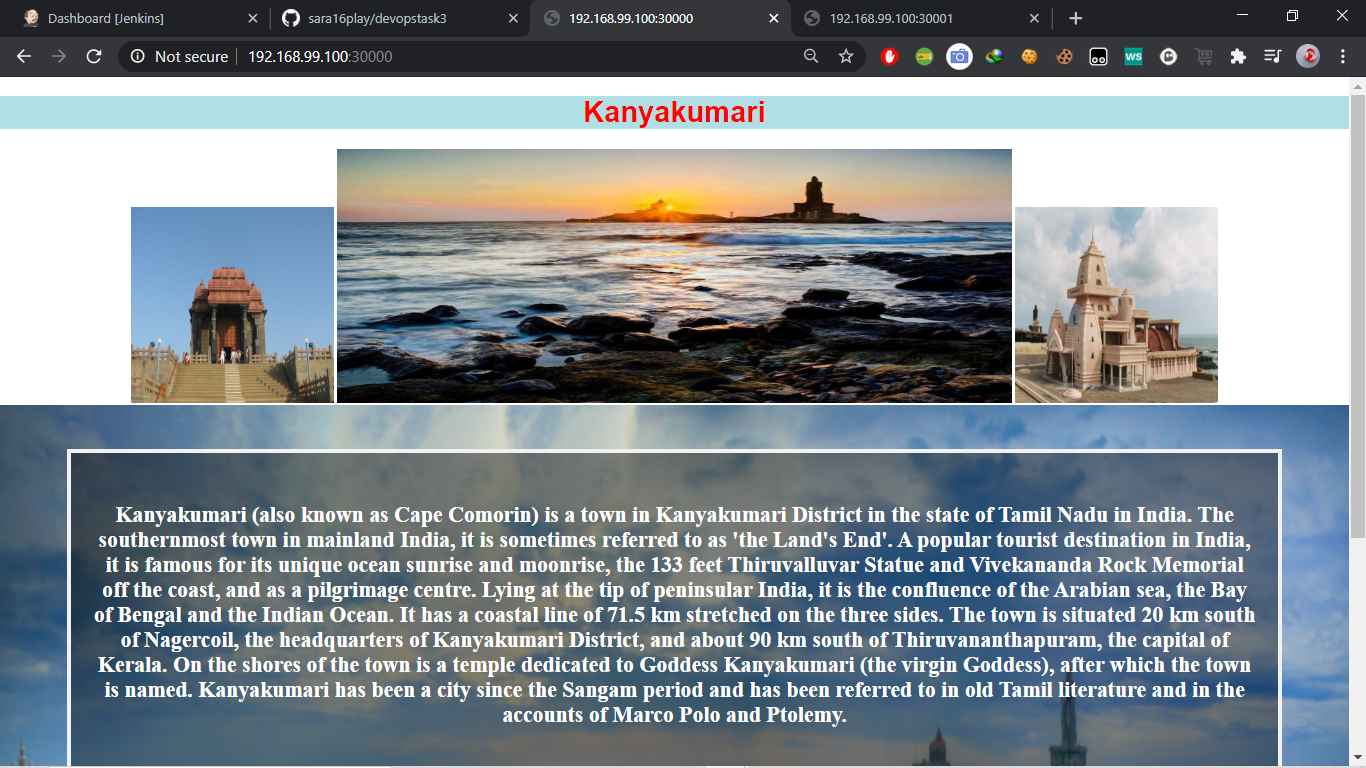 Dashboard [Jenkins]
sara16play/devopstask3
192.168.99.100:30000
192.168.99.100:30001
Not secure
192.168.99.100:30000
WS
Kanyakumari
Kanyakumari (also known as Cape Comorin) is a town in Kanyakumari District in the state of Tamil Nadu in India. The
southernmost town in mainland India, it is sometimes referred to as 'the Land's End'. A popular tourist destination in India,
it is famous for its unique ocean sunrise and moonrise, the 133 feet Thiruvalluvar Statue and Vivekananda Rock Memorial
off the coast, and as a pilgrimage centre. Lying at the tip of peninsular India, it is the confluence of the Arabian sea, the Bay
of Bengal and the Indian Ocean. It has a coastal line of 71.5 km stretched on the three sides. The town is situated 20 km south
of Nagercoil, the headquarters of Kanyakumari District, and about 90 km south of Thiruvananthapuram, the capital of
Kerala. On the shores of the town is a temple dedicated to Goddess Kanyakumari (the virgin Goddess), after which the town
is named. Kanyakumari has been a city since the Sangam period and has been referred to in old Tamil literature and in the
accounts of Marco Polo and Ptolemy.